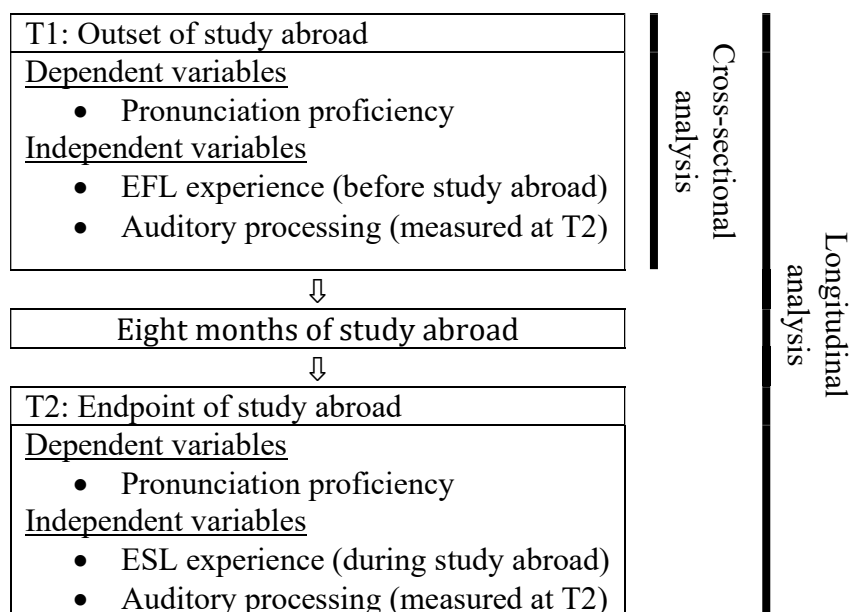 T1: Outset of study abroad
Dependent variables
• Pronunciation proficiency
Independent variables
• EFL experience (before study abroad)
• Auditory processing (measured at T2)
⇩
Eight months of study abroad
⇩
T2: Endpoint of study abroad
Dependent variables
• Pronunciation proficiency
Independent variables
• ESL experience (during study abroad)
• Auditory processing (measured at T2)
Cross-sectional
analysis
Longitudinal
analysis